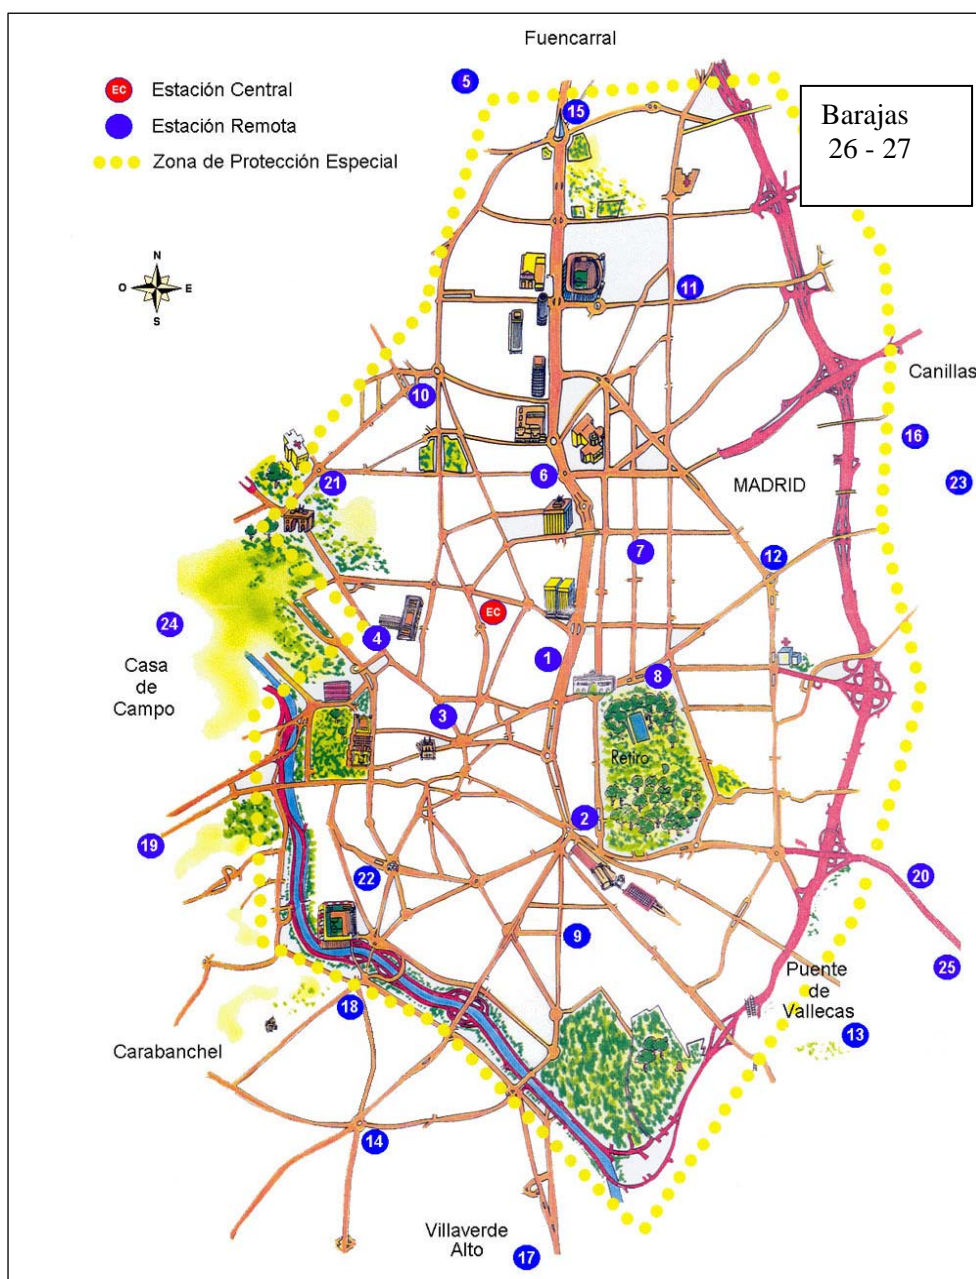 Fuencarral
EC Estación Central
Estación Remota
Zona de Protección Especial
5
15
Barajas
26 - 27
N
O E
S
11
Canillas
10
16
6
21
MADRID
23
7
12
EC
24
4
1
8
Casa
de
Campo
3
Retiro
2
19
22
20
9
25
Puente
de
Vallecas
18
13
Carabanchel
14
Villaverde
Alto
17